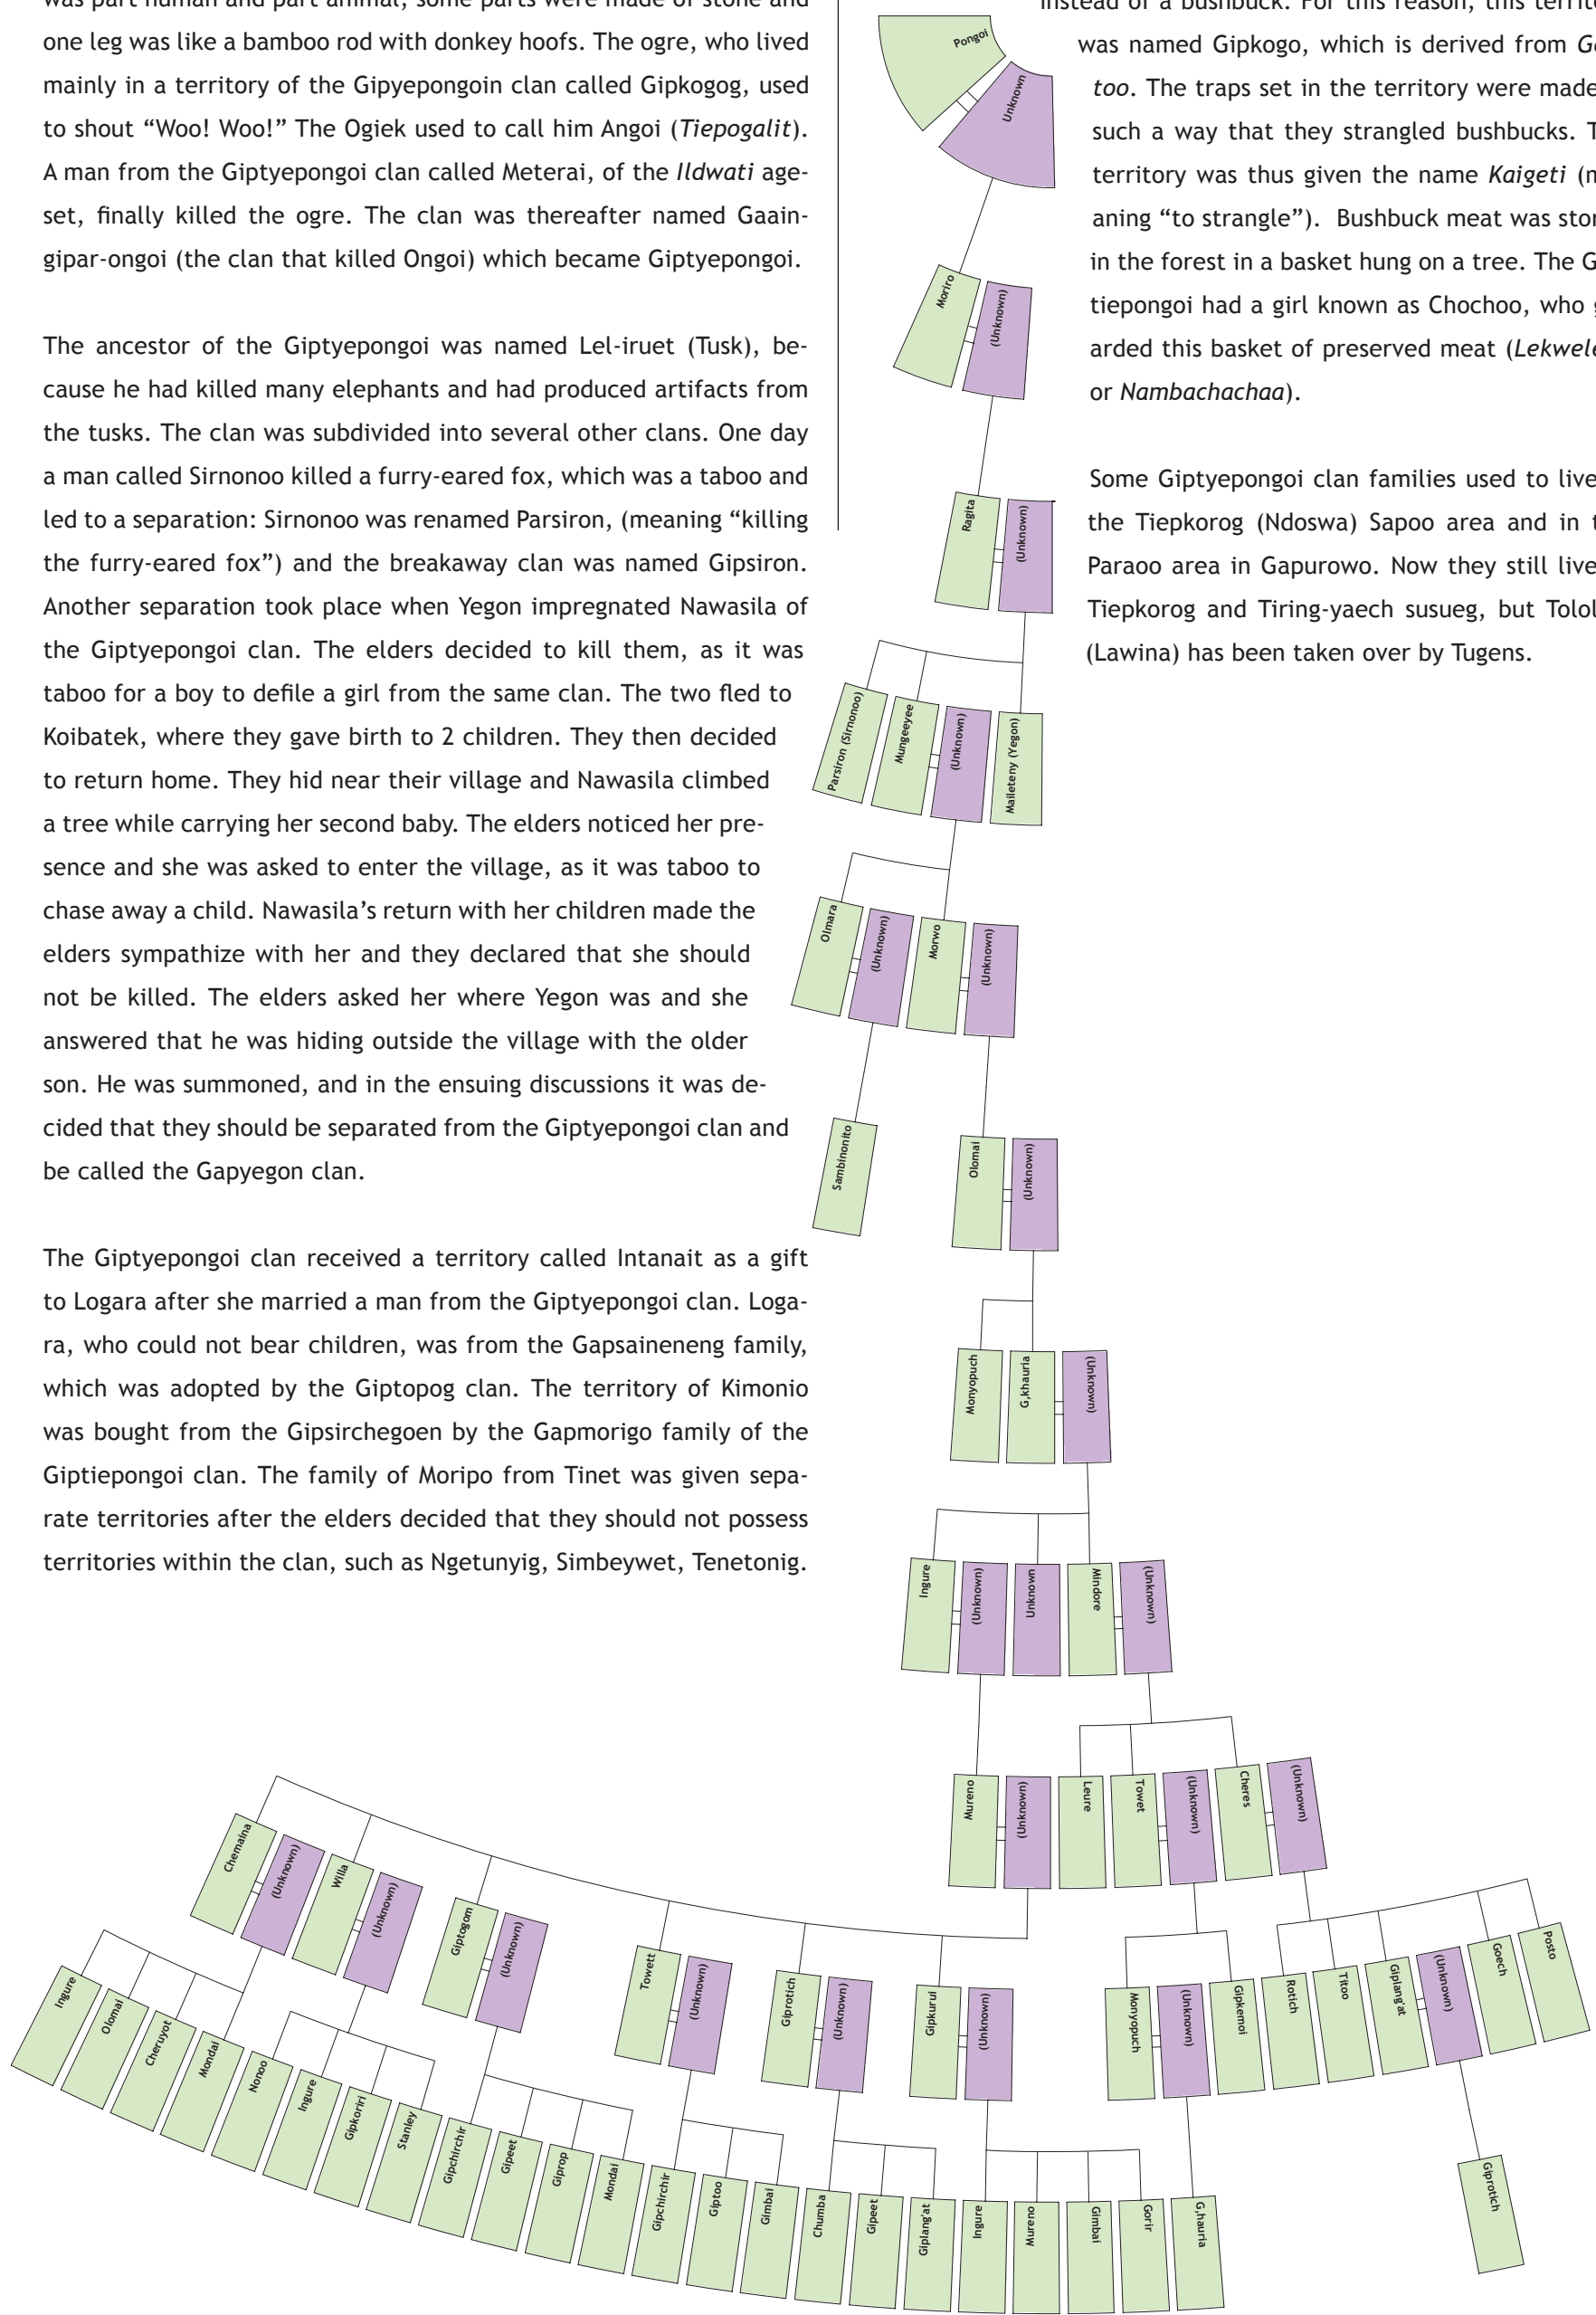 was part human and part animal, some parts were made of stone and
one leg was like a bamboo rod with donkey hoofs. The ogre, who lived
mainly in a territory of the Gipyepongoin clan called Gipkogog, used
to shout “Woo! Woo!” The Ogiek used to call him Angoi (Tiepogalit).
A man from the Giptyepongoi clan called Meterai, of the Ildwati age-
set, finally killed the ogre. The clan was thereafter named Gaain-
gipar-ongoi (the clan that killed Ongoi) which became Giptyepongoi.
The ancestor of the Giptyepongoi was named Lel-iruet (Tusk), be-
cause he had killed many elephants and had produced artifacts from
the tusks. The clan was subdivided into several other clans. One day
a man called Sirnonoo killed a furry-eared fox, which was a taboo and
led to a separation: Sirnonoo was renamed Parsiron, (meaning “killing
the furry-eared fox”) and the breakaway clan was named Gipsiron.
Another separation took place when Yegon impregnated Nawasila of
the Giptyepongoi clan. The elders decided to kill them, as it was
taboo for a boy to defile a girl from the same clan. The two fled to
Koibatek, where they gave birth to 2 children. They then decided
to return home. They hid near their village and Nawasila climbed
a tree while carrying her second baby. The elders noticed her pre-
sence and she was asked to enter the village, as it was taboo to
chase away a child. Nawasila’s return with her children made the
elders sympathize with her and they declared that she should
not be killed. The elders asked her where Yegon was and she
answered that he was hiding outside the village with the older
son. He was summoned, and in the ensuing discussions it was de-
cided that they should be separated from the Giptyepongoi clan and
be called the Gapyegon clan.
The Giptyepongoi clan received a territory called Intanait as a gift
to Logara after she married a man from the Giptyepongoi clan. Loga-
ra, who could not bear children, was from the Gapsaineneng family,
which was adopted by the Giptopog clan. The territory of Kimonio
was bought from the Gipsirchegoen by the Gapmorigo family of the
Giptiepongoi clan. The family of Moripo from Tinet was given sepa-
rate territories after the elders decided that they should not possess
territories within the clan, such as Ngetunyig, Simbeywet, Tenetonig.
instead of a bushbuck. For this reason, this
was named Gipkogo, which is derived from
too. The traps set in the territory were made
such a way that they strangled bushbucks.
territory was thus given the name Kaigeti
aning “to strangle”). Bushbuck meat was
in the forest in a basket hung on a tree. The
tiepongoi had a girl known as Chochoo, who
arded this basket of preserved meat
or Nambachachaa).
Some Giptyepongoi clan families used to live
the Tiepkorog (Ndoswa) Sapoo area and in
Paraoo area in Gapurowo. Now they still live
Tiepkorog and Tiring-yaech susueg, but
(Lawina) has been taken over by Tugens.
Pongoi
Unknown
Moriro
(Unknown)
Ragita
(Unknown)
Parsiron (Sirnonoo)
Mungeeyee
(Unknown)
Maileteny (Yegon)
Olmara
(Unknown)
Morwo
(Unknown)
Sambinonito
Olomai
(Unknown)
Monyopuch
G,khauria
(Unknown)
Ingure
(Unknown)
Unknown
Mindore
(Unknown)
Mureno
(Unknown)
Leure
Towet
(Unknown)
Cheres
(Unknown)
Chemaina
(Unknown)
Willa
(Unknown)
Giptogom
(Unknown)
Towett
(Unknown)
Giprotich
(Unknown)
Gipkurui
(Unknown)
Monyopuch
(Unknown)
Gipkemoi
Rotich
Titoo
Giplang'at
(Unknown)
Goech
Posto
Ingure
Olomai
Cheruyot
Mondai
Nonoo
Ingure
Gipkoriri
Stanley
Gipchirchir
Gipeet
Giprop
Mondai
Gipchirchir
Giptoo
Gimbai
Chumba
Gipeet
Giplang'at
Ingure
Mureno
Gimbai
Gorir
G,hauria
Giprotich